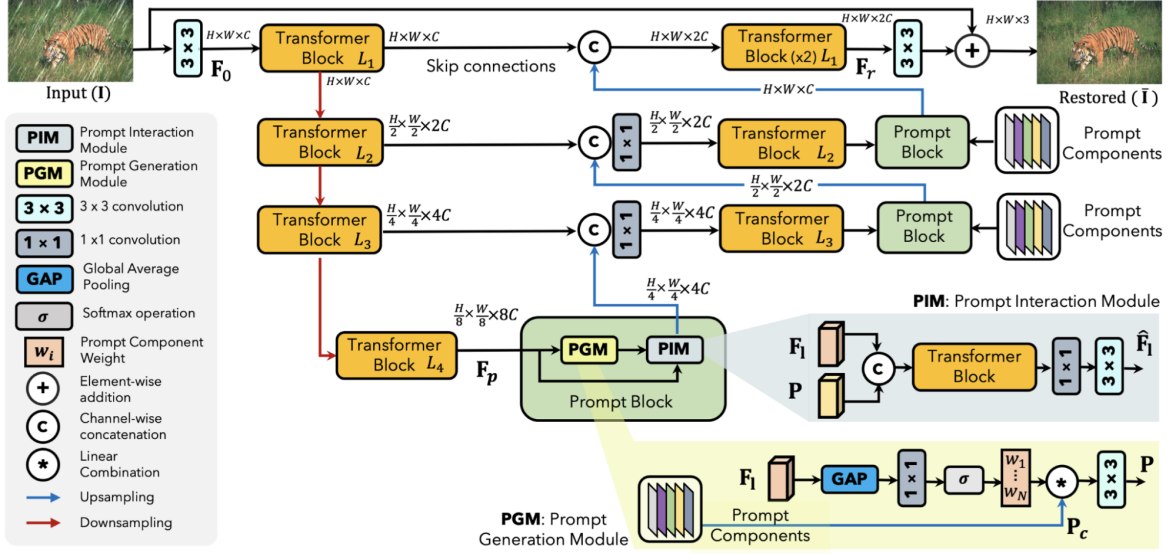 Input (I)
3 × 3
H×W×C
F0
Transformer
Block L1
H×W×C
H×W×C
Skip connections
C
H×W×2C
Transformer
Block (x2) L1
H×W×2C
Fr
3 × 3
+
H×W×3
Restored (Ī)
H×W×C
Transformer
Block L2
H/2 × W/2 ×2C
C
1 × 1
H/2 × W/2 ×2C
Transformer
Block L2
Prompt
Block
Prompt
Components
H/2 × W/2 ×2C
Transformer
Block L3
H/4 × W/4 ×4C
C
1 × 1
H/4 × W/4 ×4C
Transformer
Block L3
Prompt
Block
Prompt
Components
H/4 × W/4 ×4C
Transformer
Block L4
H/8 × W/8 ×8C
Fp
PGM
PIM
Prompt Block
PIM
Prompt Interaction
Module
PGM
Prompt Generation
Module
3 × 3
3 x 3 convolution
1 × 1
1 x1 convolution
GAP
Global Average
Pooling
σ
Softmax operation
wi
Prompt Component
Weight
+
Element-wise
addition
C
Channel-wise
concatenation
*
Linear
Combination
Upsampling
Downsampling
PIM: Prompt Interaction Module
Fl
P
C
Transformer
Block
1 × 1
3 × 3
F̂l
PGM: Prompt
Generation Module
Fl
GAP
1 × 1
σ
w1
⋮
wN
*
3 × 3
P
Prompt
Components
Pc